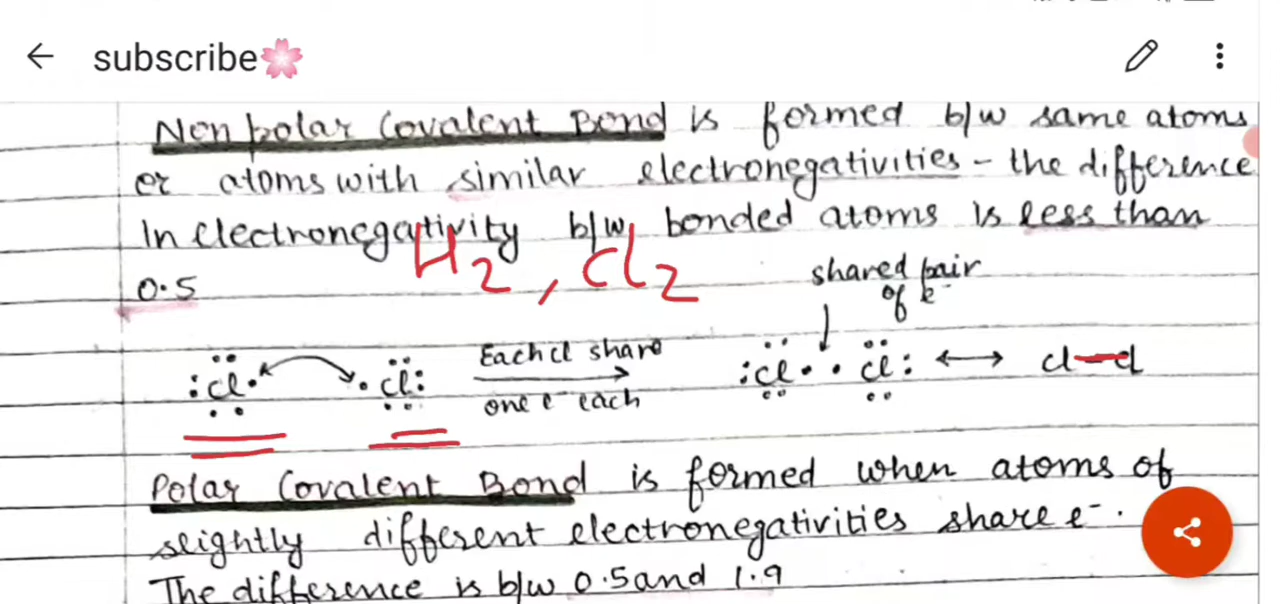 subscribe🌸
Non polar Covalent Bond is formed b/w same atoms
or atoms with similar electronegativities - the difference
In electronegativity b/w bonded atoms is less than
H2, Cl2
0.5
shared pair
of e-
:Cl. .Cl: Each cl share :Cl. .Cl: ↔ cl-cl
one e- each
Polar Covalent Bond is formed when atoms of
slightly different electronegativities share e-.
The difference is b/w 0.5 and 1.9